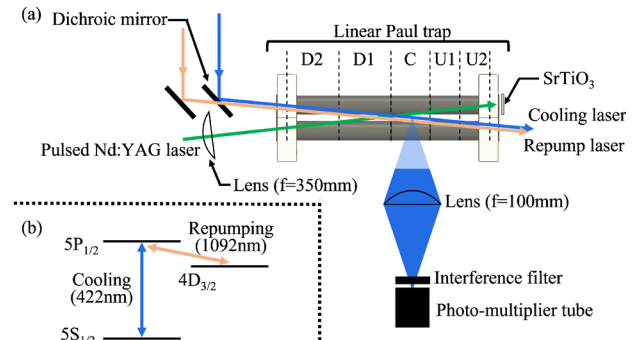 (a)
Dichroic mirror
Linear Paul trap
D2 D1 C U1 U2
SrTiO3
Cooling laser
Repump laser
Pulsed Nd:YAG laser
Lens (f=350mm)
Lens (f=100mm)
Interference filter
Photo-multiplier tube
(b)
5P1/2
Repumping
(1092nm)
Cooling
(422nm)
4D3/2
5S1/2